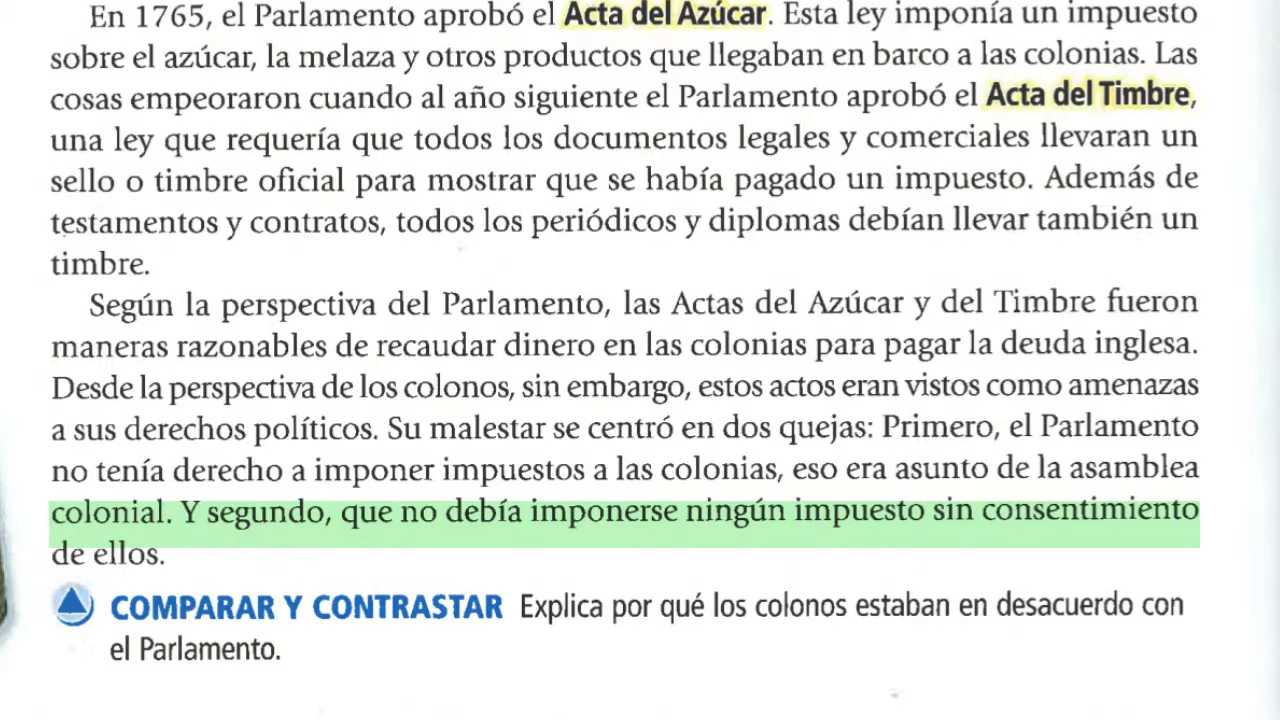 En 1765, el Parlamento aprobó el Acta del Azúcar. Esta ley imponía un impuesto
sobre el azúcar, la melaza y otros productos que llegaban en barco a las colonias. Las
cosas empeoraron cuando al año siguiente el Parlamento aprobó el Acta del Timbre,
una ley que requería que todos los documentos legales y comerciales llevaran un
sello o timbre oficial para mostrar que se había pagado un impuesto. Además de
testamentos y contratos, todos los periódicos y diplomas debían llevar también un
timbre.
Según la perspectiva del Parlamento, las Actas del Azúcar y del Timbre fueron
maneras razonables de recaudar dinero en las colonias para pagar la deuda inglesa.
Desde la perspectiva de los colonos, sin embargo, estos actos eran vistos como amenazas
a sus derechos políticos. Su malestar se centró en dos quejas: Primero, el Parlamento
no tenía derecho a imponer impuestos a las colonias, eso era asunto de la asamblea
colonial. Y segundo, que no debía imponerse ningún impuesto sin consentimiento
de ellos.
COMPARAR Y CONTRASTAR Explica por qué los colonos estaban en desacuerdo con
el Parlamento.